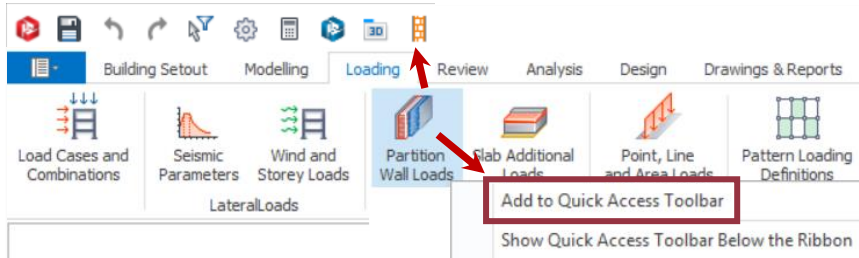 3D
Building Setout Modelling Loading Review Analysis Design Drawings & Reports
Load Cases and Combinations
Seismic Parameters
Wind and Storey Loads
Partition Wall Loads
Slab Additional Loads
Point, Line and Area Loads
Pattern Loading Definitions
LateralLoads
Add to Quick Access Toolbar
Show Quick Access Toolbar Below the Ribbon